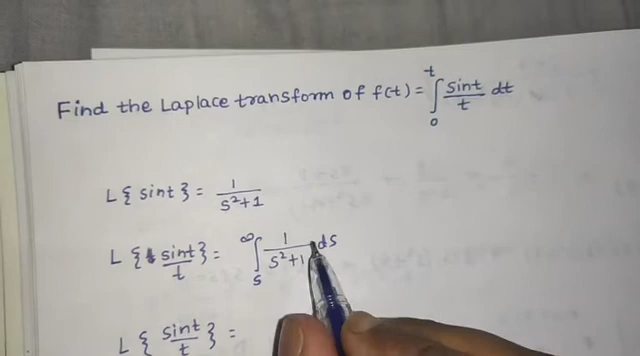 Find the Laplace transform of f(t) = ∫₀ᵗ sint/t dt
L{sint} = 1/(s²+1)
L{sint/t} = ∫ₛ^∞ 1/(s²+1) ds
L{sint/t} =